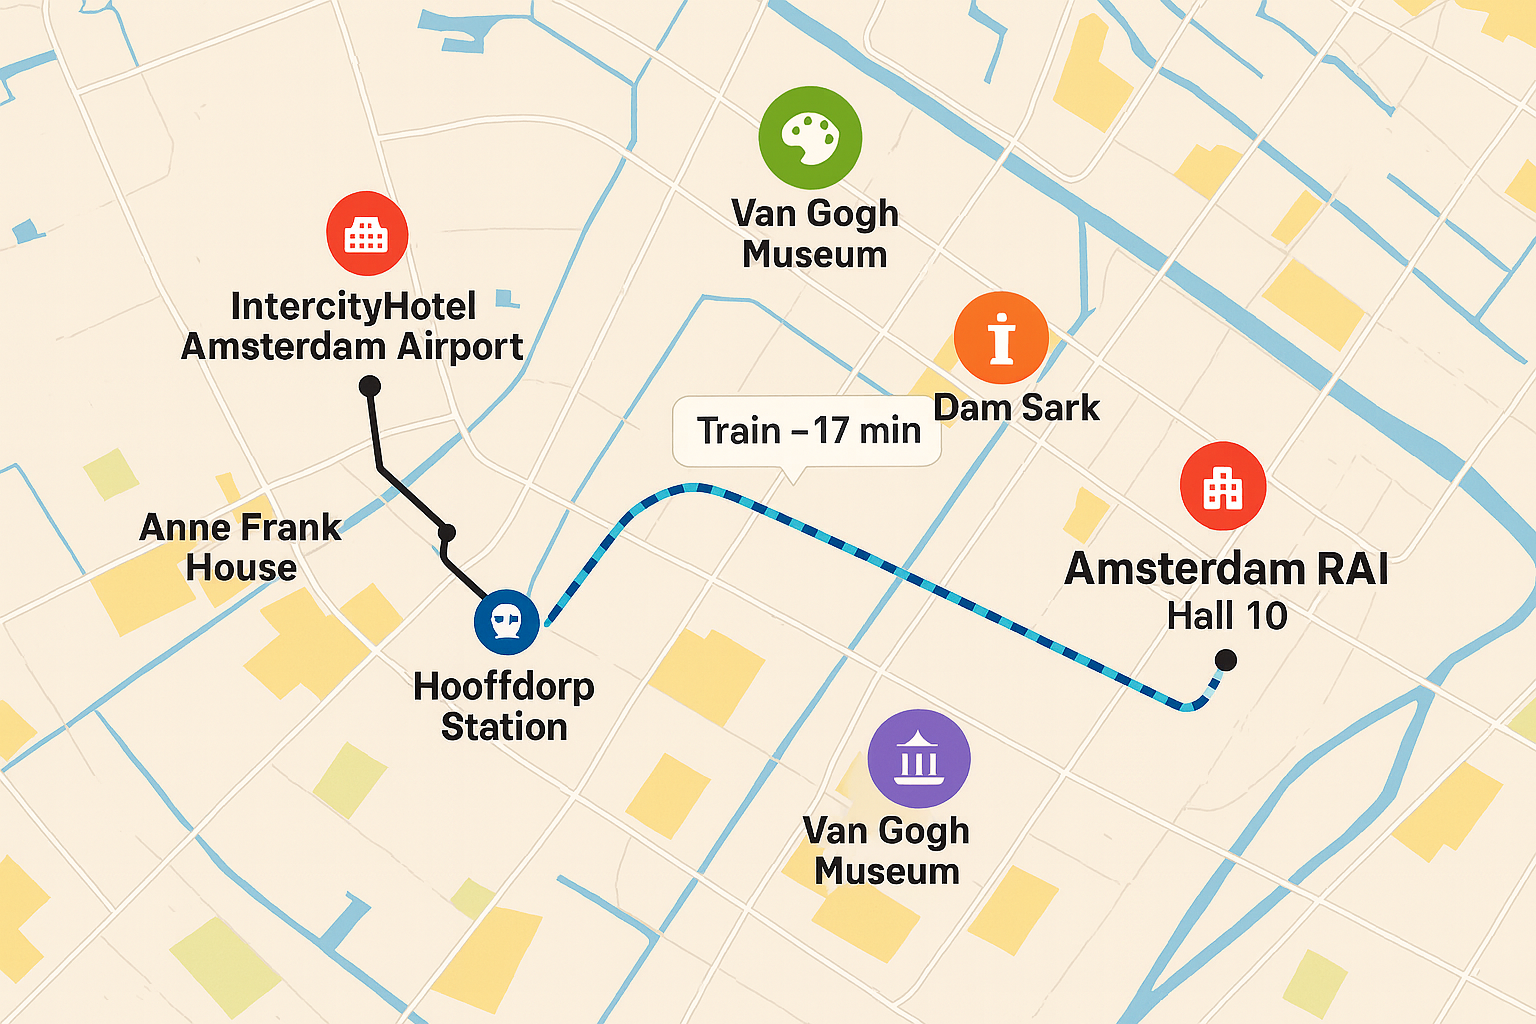 Van Gogh
Museum
IntercityHotel
Amsterdam Airport
Dam Sark
Train – 17 min
Anne Frank
House
Amsterdam RAI
Hall 10
Hooffdorp
Station
Van Gogh
Museum